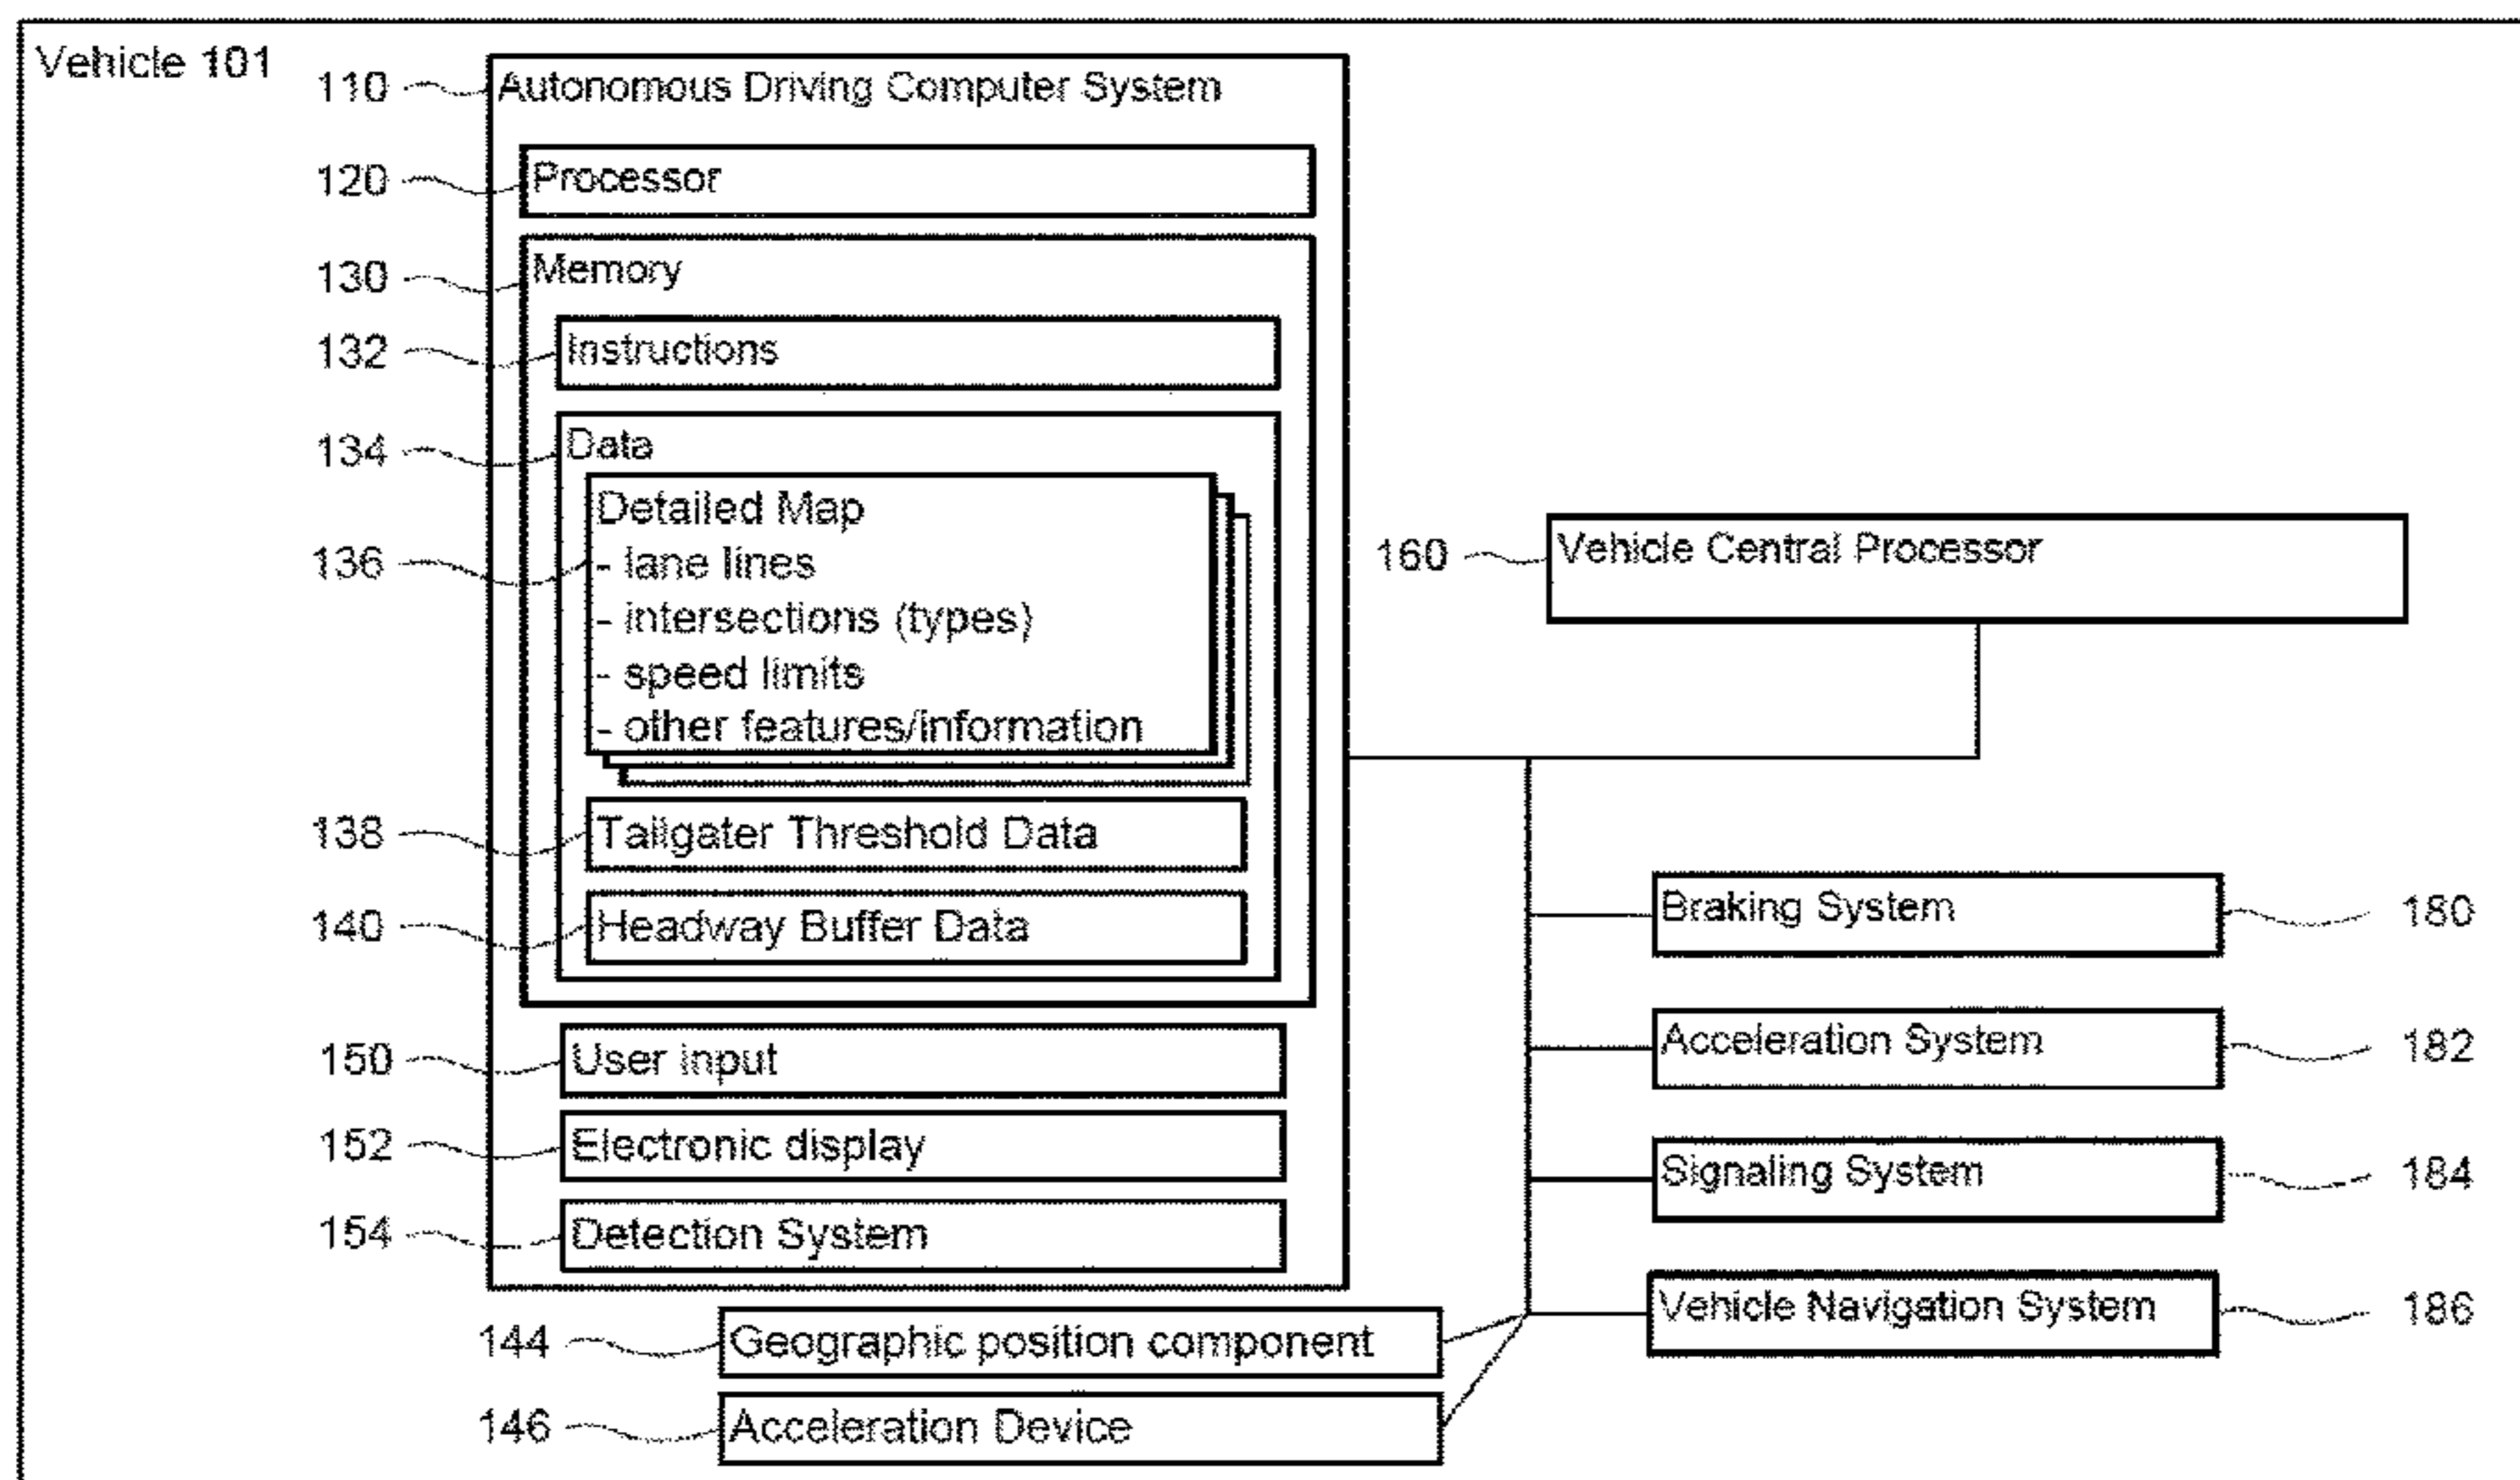 Vehicle 101
110 Autonomous Driving Computer System
120 Processor
130 Memory
132 Instructions
134 Data
Detailed Map
136 - lane lines
- intersections (types)
- speed limits
- other features/information
138 Tailgater Threshold Data
140 Headway Buffer Data
150 User input
152 Electronic display
154 Detection System
144 Geographic position component
146 Acceleration Device
160 Vehicle Central Processor
Braking System 180
Acceleration System 182
Signaling System 184
Vehicle Navigation System 186